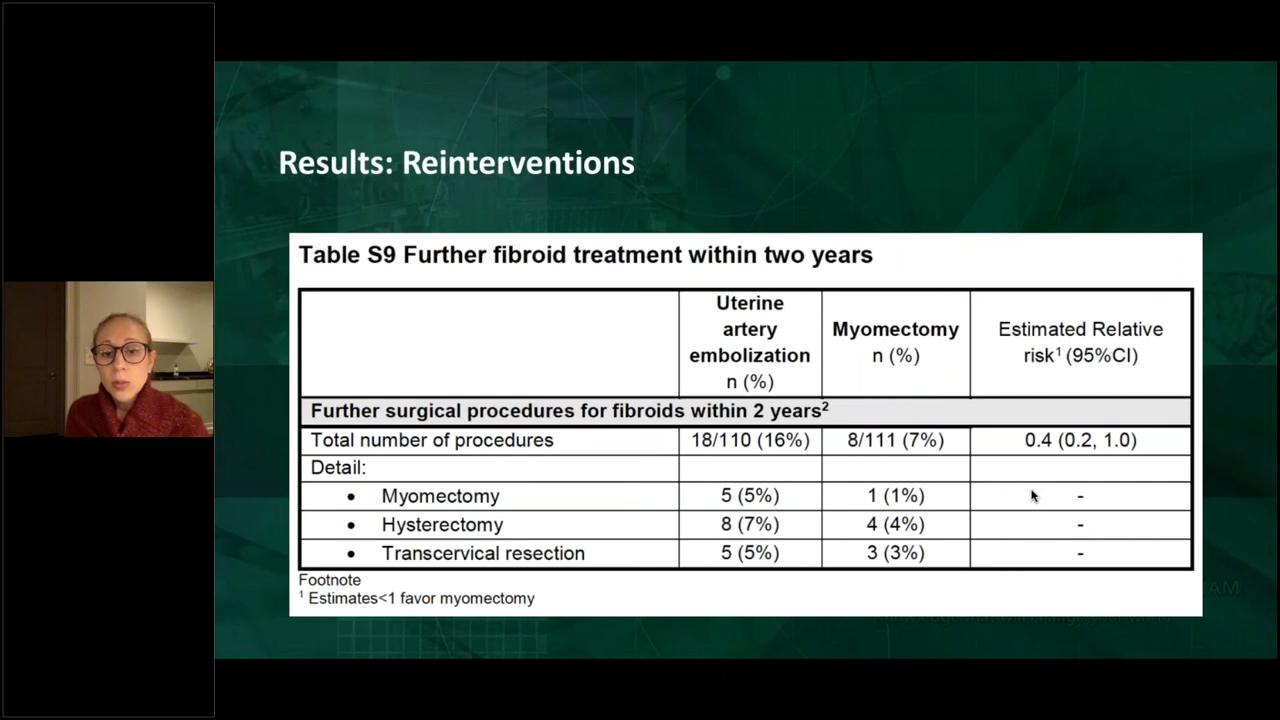 Results: Reinterventions
Table S9 Further fibroid treatment within two years
Uterine artery embolization n (%) Myomectomy n (%) Estimated Relative risk¹ (95%CI)
Further surgical procedures for fibroids within 2 years²
Total number of procedures 18/110 (16%) 8/111 (7%) 0.4 (0.2, 1.0)
Detail:
• Myomectomy 5 (5%) 1 (1%) -
• Hysterectomy 8 (7%) 4 (4%) -
• Transcervical resection 5 (5%) 3 (3%) -
Footnote
¹ Estimates<1 favor myomectomy